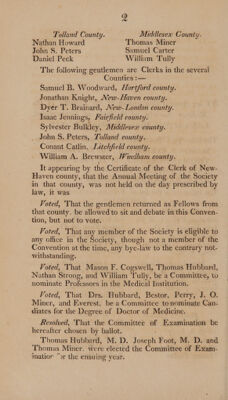 2
Tolland County. Middlesex County.
Nathan Howard Thomas Miner
John S. Peters Samuel Carter
Daniel Peck William Tully
The following gentlemen are Clerks in the several
Counties:—
Samuel B. Woodward, Hartford county.
Jonathan Knight, New-Haven county.
Dyer T. Brainard, New-London county.
Isaac Jennings, Fairfield county.
Sylvester Bulkley, Middlesex county.
John S. Peters, Tolland county.
Conant Catlin, Litchfield county.
William A. Brewster, Windham county.
It appearing by the Certificate of the Clerk of New-
Haven county, that the Annual Meeting of the Society
in that county, was not held on the day prescribed by
law, it was
Voted, That the gentlemen returned as Fellows from
that county be allowed to sit and debate in this Conven-
tion, but not to vote.
Voted, That any member of the Society is eligible to
any office in the Society, though not a member of the
Convention at the time, any bye-law to the contrary not-
withstanding.
Voted, That Mason F. Cogswell, Thomas Hubbard,
Nathan Strong, and William Tully, be a Committee, to
nominate Professors in the Medical Institution.
Voted, That Drs. Hubbard, Bestor, Perry, J. O.
Miner, and Everest, be a Committee to nominate Can-
didates for the Degree of Doctor of Medicine.
Resolved, That the Committee of Examination be
hereafter chosen by ballot.
Thomas Hubbard, M. D. Joseph Foot, M. D. and
Thomas Miner, were elected the Committee of Exam-
ination for the ensuing year.